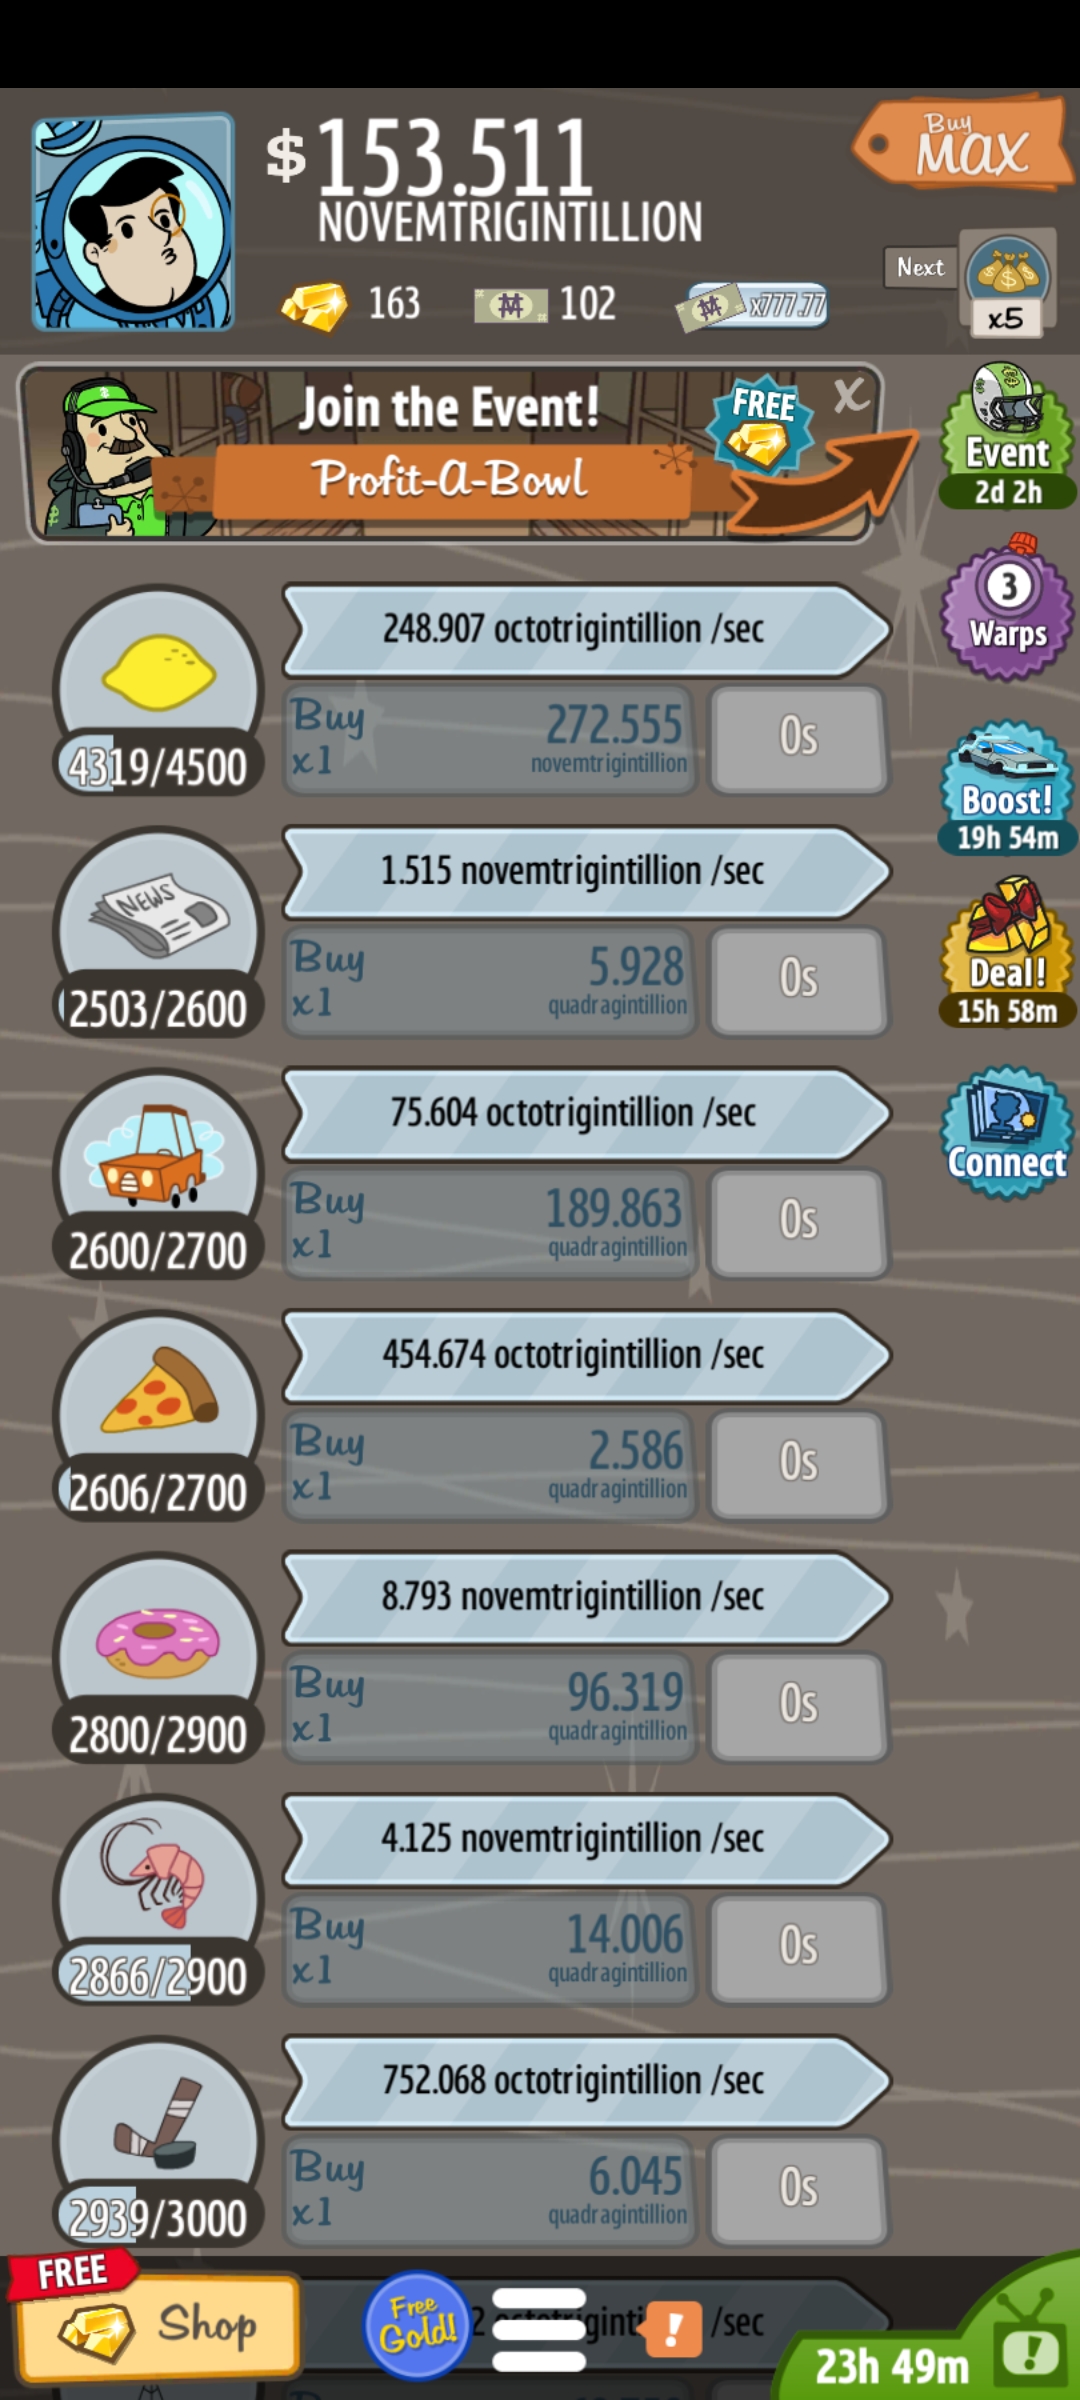 $153.511
NOVEMTRIGINTILLION
Buy
MAX
163
102
x777.77
Next
x5
Join the Event!
Profit-A-Bowl
FREE
X
Event
2d 2h
248.907 octotrigintillion /sec
4319/4500
Buy
x1
272.555
novemtrigintillion
0s
3
Warps
Boost!
19h 54m
NEWS
1.515 novemtrigintillion /sec
2503/2600
Buy
x1
5.928
quadragintillion
0s
Deal!
15h 58m
75.604 octotrigintillion /sec
2600/2700
Buy
x1
189.863
quadragintillion
0s
Connect
454.674 octotrigintillion /sec
2606/2700
Buy
x1
2.586
quadragintillion
0s
8.793 novemtrigintillion /sec
2800/2900
Buy
x1
96.319
quadragintillion
0s
4.125 novemtrigintillion /sec
2866/2900
Buy
x1
14.006
quadragintillion
0s
752.068 octotrigintillion /sec
2939/3000
Buy
x1
6.045
quadragintillion
0s
FREE
Shop
Free
Gold!
!
/sec
23h 49m
!